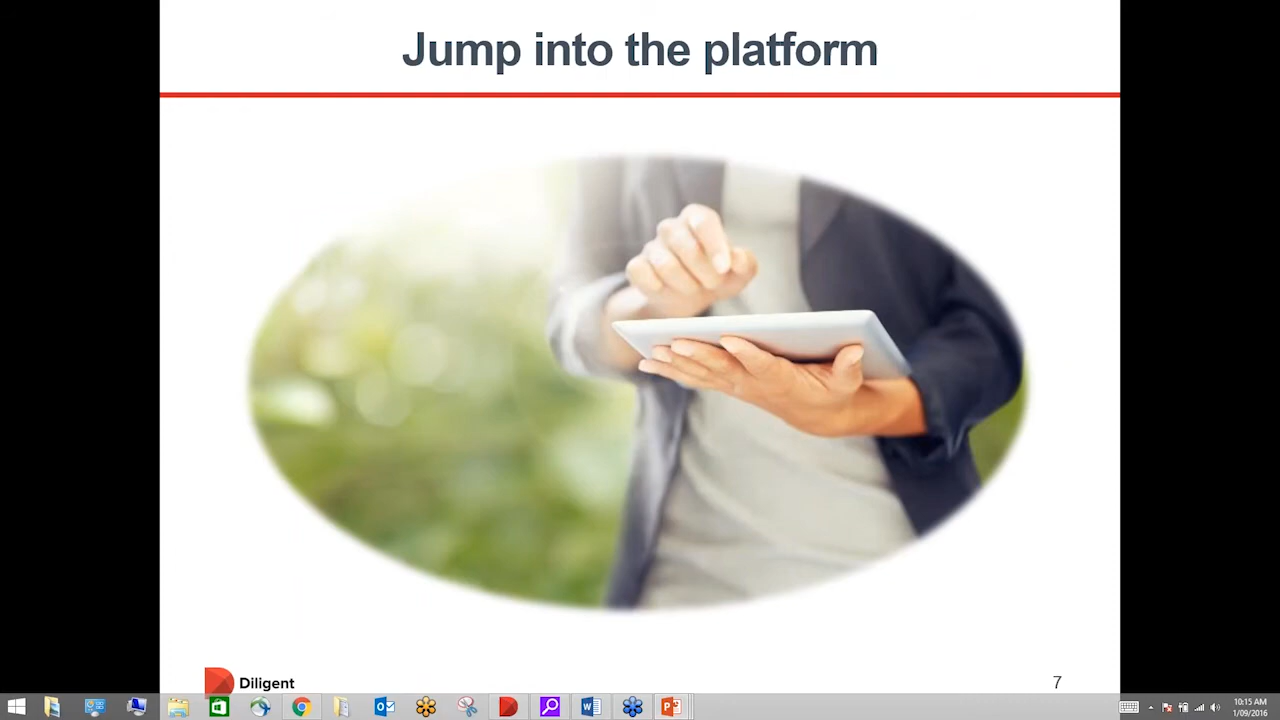 Jump into the platform
Diligent
7
10:15 AM
1/09/2016